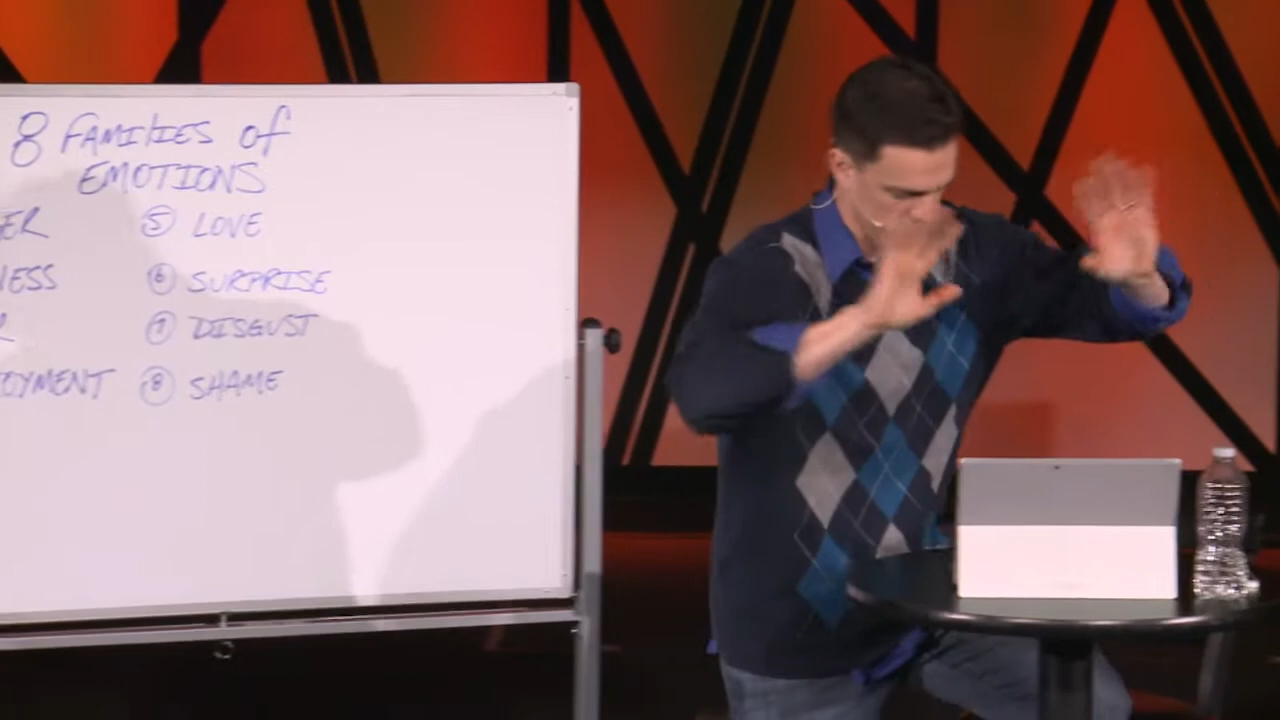 8 FAMILIES of
EMOTIONS
ER ⑤ LOVE
NESS ⑥ SURPRISE
R ⑦ DISGUST
OYMENT ⑧ SHAME